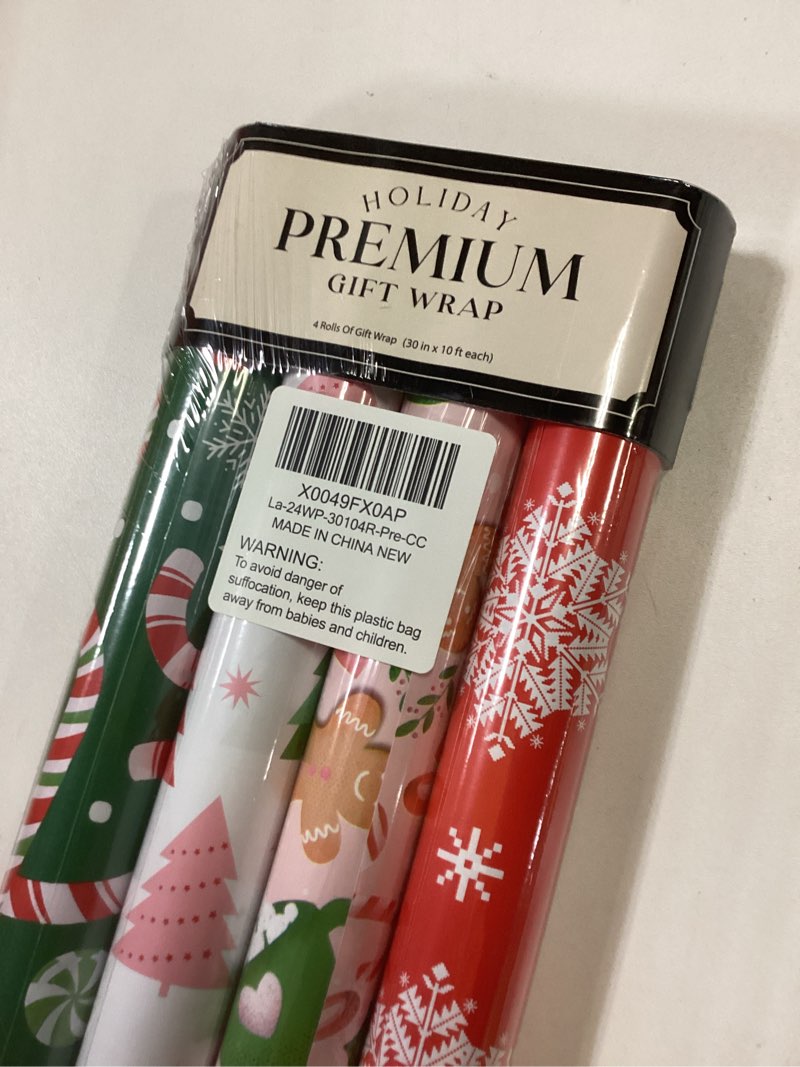 HOLIDAY
PREMIUM
GIFT WRAP
4 Rolls Of Gift Wrap (30 in x 10 ft each)
X0049FX0AP
La-24WP-30104R-Pre-CC
MADE IN CHINA NEW
WARNING:
To avoid danger of
suffocation, keep this plastic bag
away from babies and children.